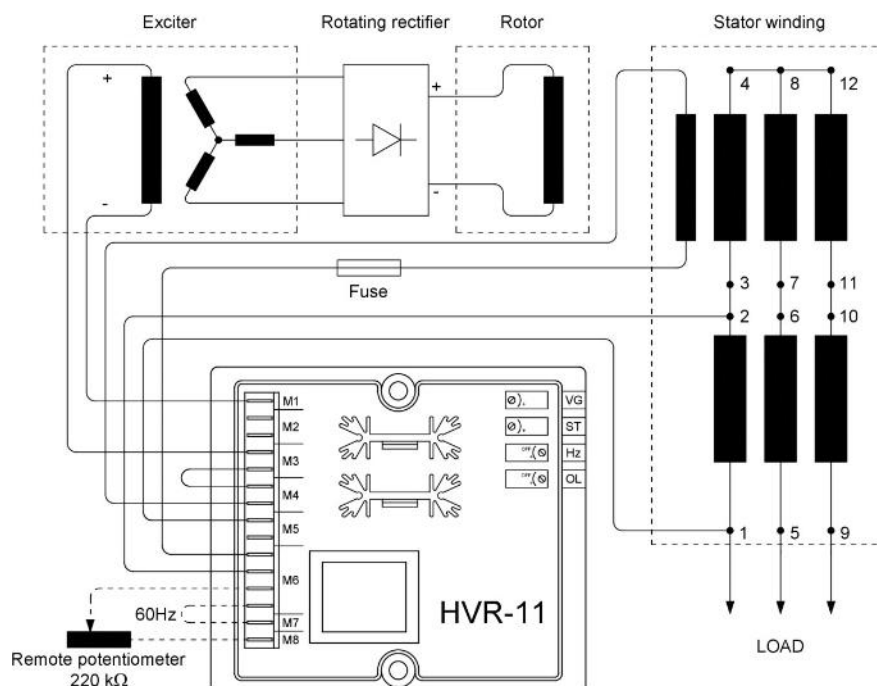 Exciter
Rotating rectifier
Rotor
Stator winding
+
+
-
-
4 8 12
3 7 11
2 6 10
1 5 9
Fuse
M1
M2
M3
M4
M5
M6
M7
M8
VG
ST
OFF Hz
OFF OL
60Hz
HVR-11
Remote potentiometer
220 kΩ
LOAD